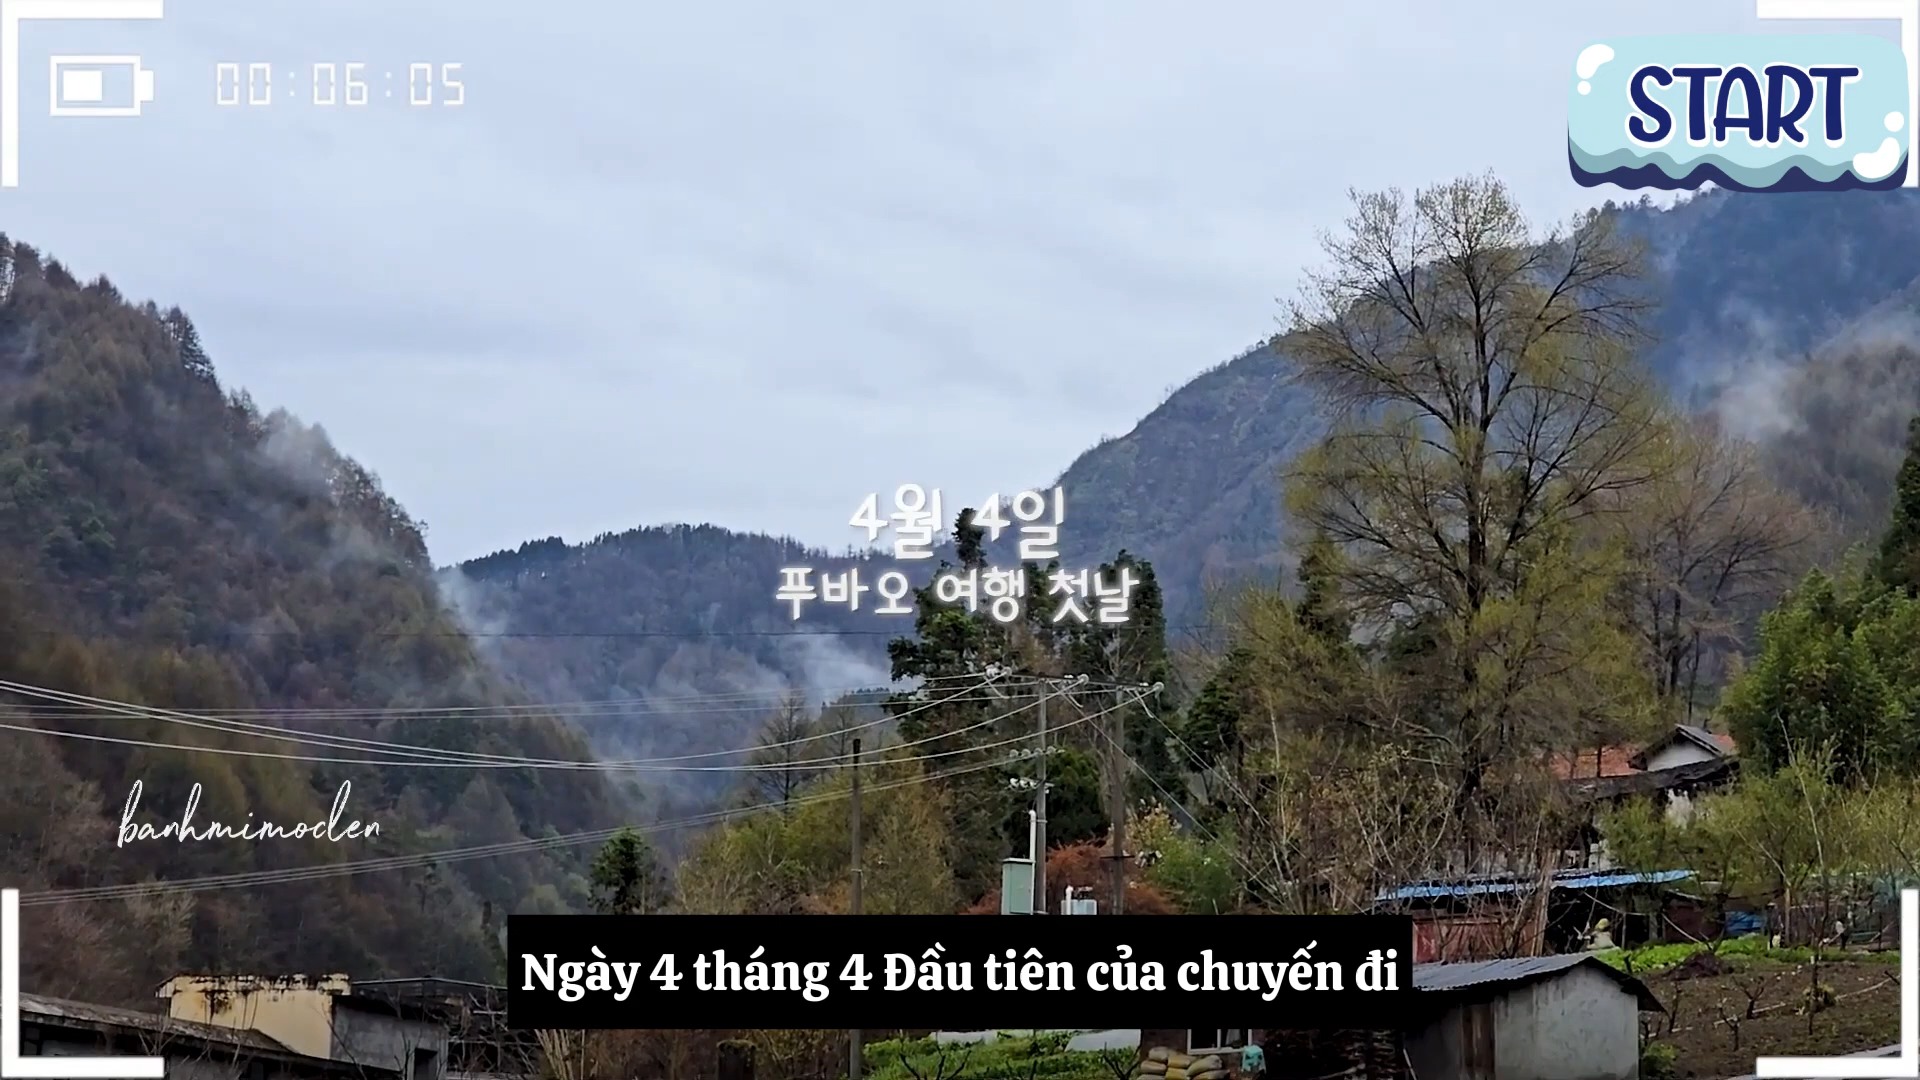 00:06:05
START
4월 4일
푸바오 여행 첫날
banhmimoden
Ngày 4 tháng 4 Đầu tiên của chuyến đi